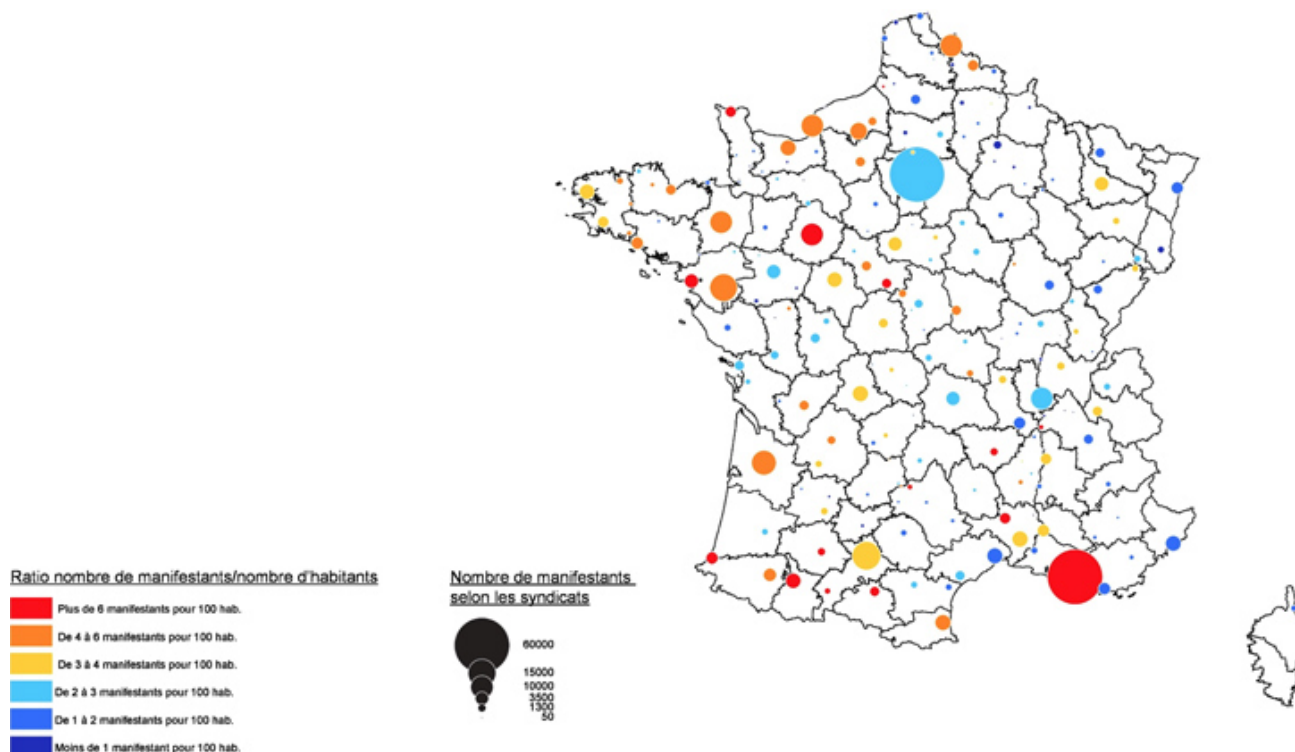 Ratio nombre de manifestants/nombre d'habitants
Plus de 6 manifestants pour 100 hab.
De 4 à 6 manifestants pour 100 hab.
De 3 à 4 manifestants pour 100 hab.
De 2 à 3 manifestants pour 100 hab.
De 1 à 2 manifestants pour 100 hab.
Moins de 1 manifestant pour 100 hab.
Nombre de manifestants
selon les syndicats
60000
15000
10000
3500
1300
50